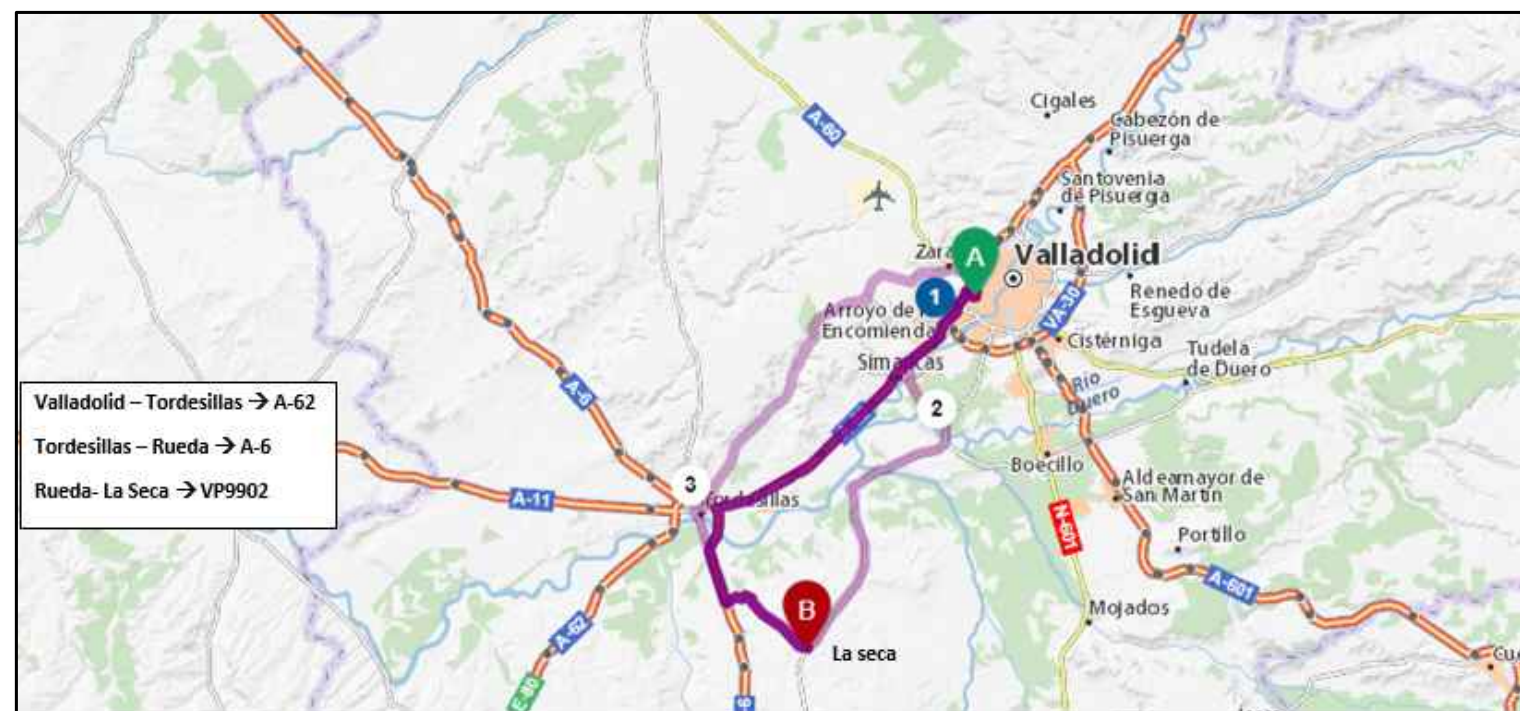 Cigales
Cabezón de
Pisuerga
A-60
Santovenia
de Pisuerga
Zara
A
Valladolid
1
Renedo de
Esgueva
Arroyo de
Encomienda
VA-30
Cistérniga
Simancas
Tudela
de Duero
Río
Duero
Valladolid – Tordesillas → A-62
Tordesillas – Rueda → A-6
Rueda- La Seca → VP9902
A-6
2
Boecillo
Aldeamayor de
San Martín
3
Tordesillas
A-11
N-601
Portillo
A-601
B
Mojados
A-62
La seca
E-80
6
Cué